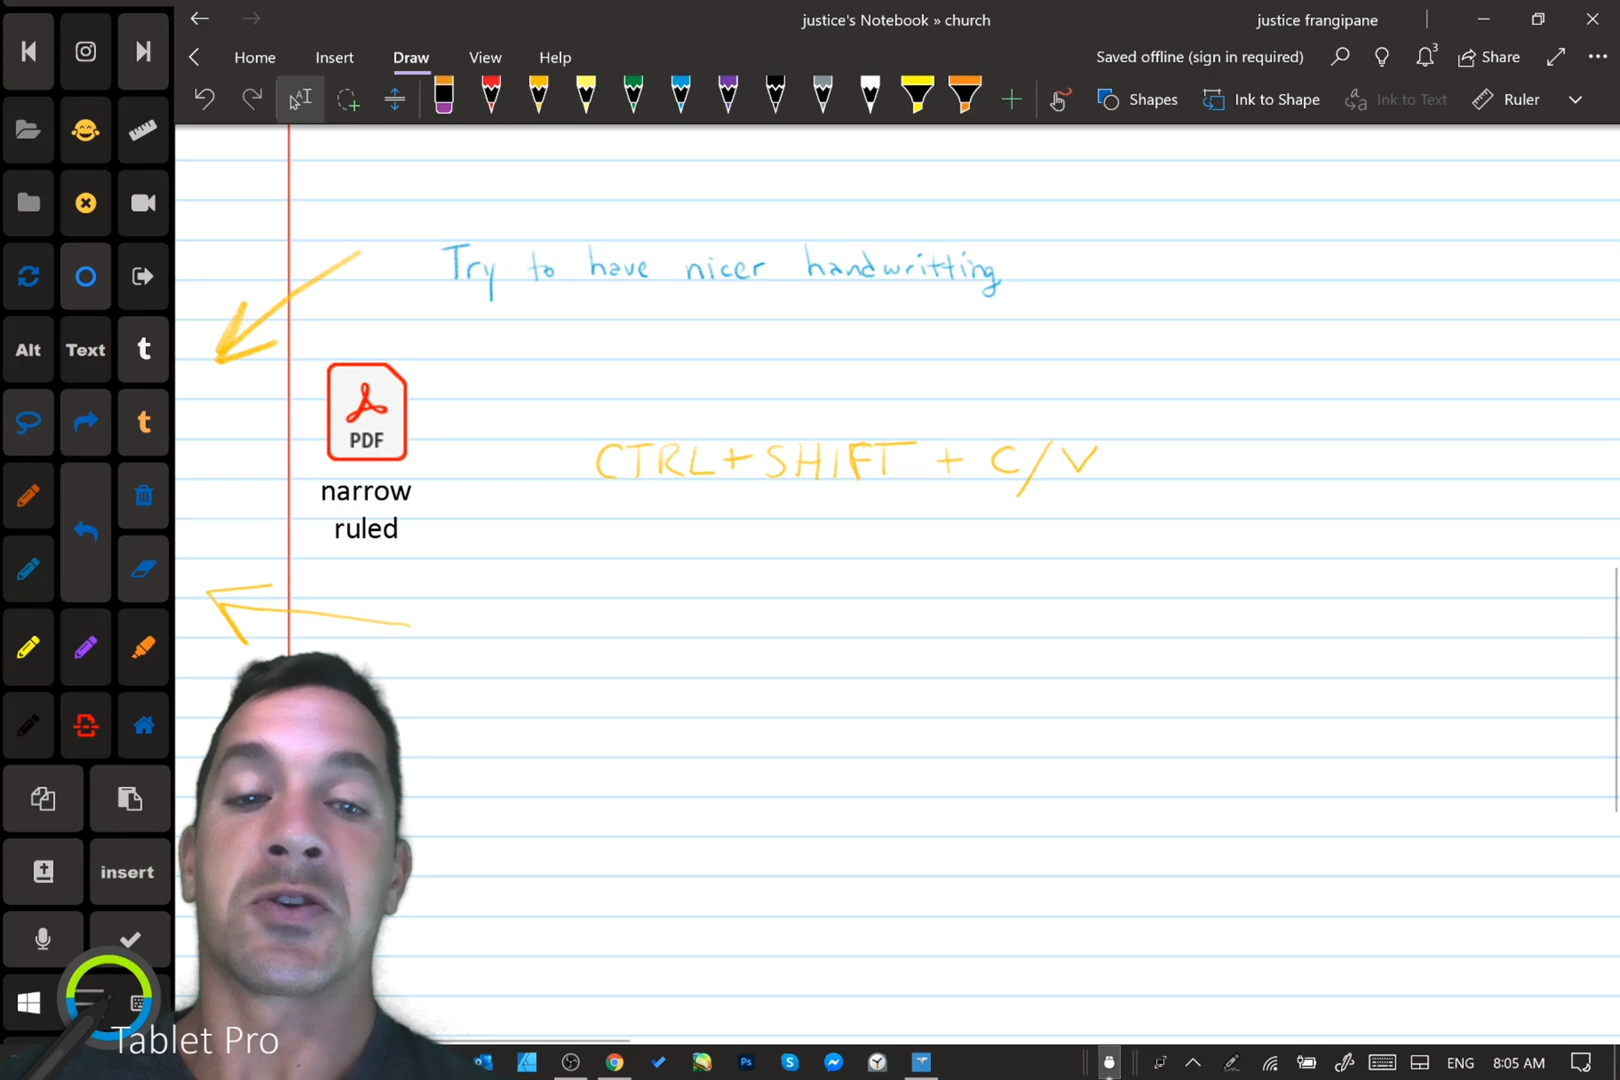 justice's Notebook » church
justice frangipane
Home Insert Draw View Help
Saved offline (sign in required)
3
Share
Shapes
Ink to Shape
Ink to Text
Ruler
Try to have nicer handwritting
Alt Text t
t
PDF
narrow
ruled
CTRL+SHIFT + C/V
insert
Tablet Pro
Ps
ENG
8:05 AM